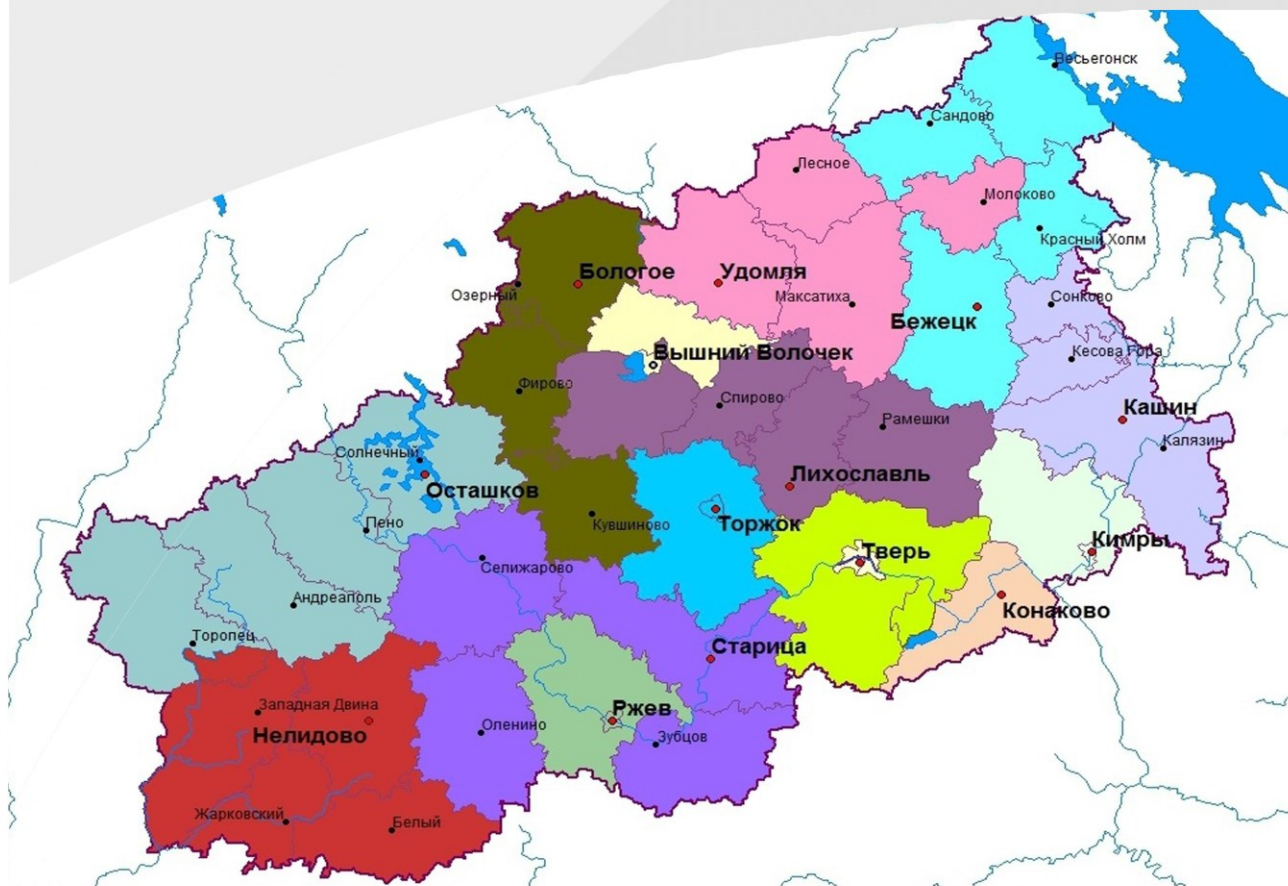 Весьегонск
Сандово
Лесное
Молоково
Красный Холм
Бологое
Удомля
Озерный
Максатиха
Сонково
Бежецк
Вышний Волочек
Кесова Гора
Фирово
Спирово
Кашин
Рамешки
Калязин
Солнечный
Лихославль
Осташков
Пено
Кувшиново
Торжок
Кимры
Тверь
Селижарово
Андреаполь
Конаково
Торопец
Старица
Западная Двина
Ржев
Нелидово
Оленино
Зубцов
Жарковский
Белый